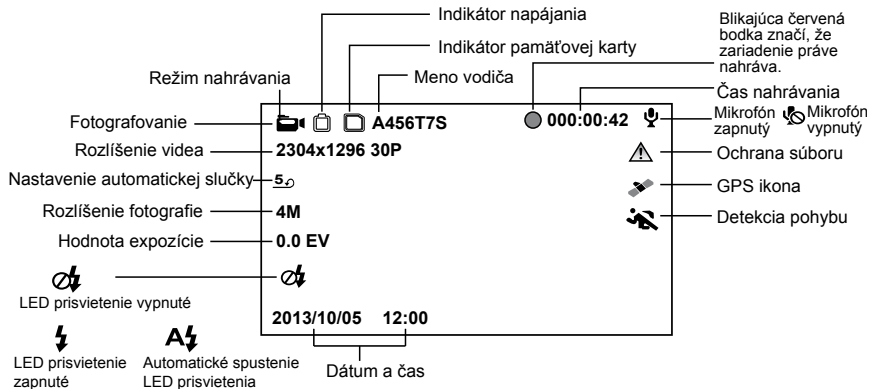 Indikátor napájania
Indikátor pamäťovej karty
Meno vodiča
Režim nahrávania
Blikajúca červená
bodka značí, že
zariadenie práve
nahráva.
Čas nahrávania
Fotografovanie
A456T7S
000:00:42
Mikrofón
zapnutý
Mikrofón
vypnutý
Rozlíšenie videa
2304x1296 30P
Ochrana súboru
Nastavenie automatickej slučky
5
GPS ikona
Rozlíšenie fotografie
4M
Detekcia pohybu
Hodnota expozície
0.0 EV
LED prisvietenie vypnuté
2013/10/05 12:00
A
LED prisvietenie
zapnuté
Automatické spustenie
LED prisvietenia
Dátum a čas